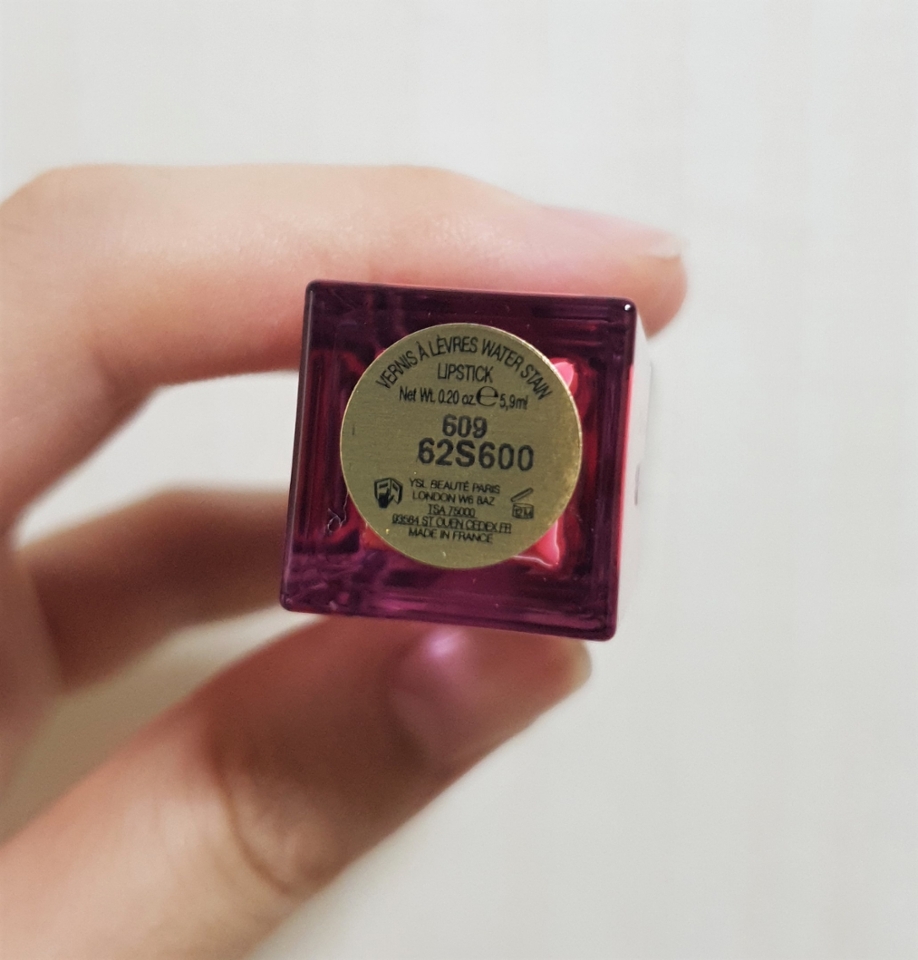 VERNIS À LÈVRES WATER STAIN
LIPSTICK
Net Wt. 0.20 oz. ℮ 5,9ml
609
62S600
YSL BEAUTÉ PARIS
LONDON W6 8AZ
TSA 75000
93584 ST OUEN CEDEX FR
MADE IN FRANCE
12M